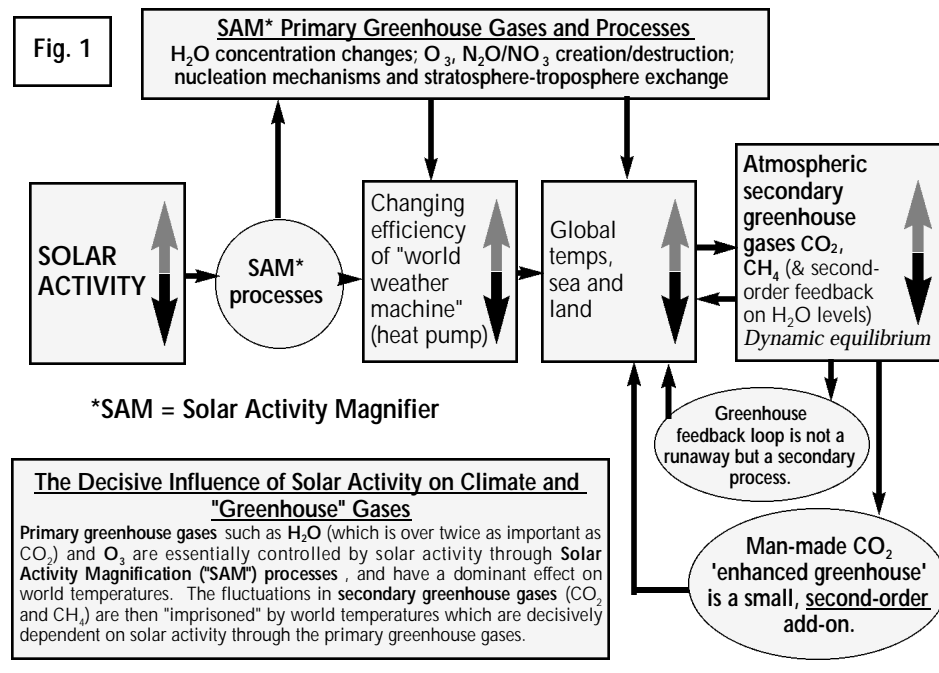 Fig. 1
SAM* Primary Greenhouse Gases and Processes
H₂O concentration changes; O₃, N₂O/NO₃ creation/destruction;
nucleation mechanisms and stratosphere-troposphere exchange
SOLAR
ACTIVITY
SAM*
processes
Changing
efficiency
of "world
weather
machine"
(heat pump)
Global
temps,
sea and
land
Atmospheric
secondary
greenhouse
gases CO₂,
CH₄ (& second-
order feedback
on H₂O levels)
Dynamic equilibrium
*SAM = Solar Activity Magnifier
Greenhouse
feedback loop is not a
runaway but a secondary
process.
Man-made CO₂
'enhanced greenhouse'
is a small, second-order
add-on.
The Decisive Influence of Solar Activity on Climate and
"Greenhouse" Gases
Primary greenhouse gases such as H₂O (which is over twice as important as
CO₂) and O₃ are essentially controlled by solar activity through Solar
Activity Magnification ("SAM") processes , and have a dominant effect on
world temperatures. The fluctuations in secondary greenhouse gases (CO₂
and CH₄) are then "imprisoned" by world temperatures which are decisively
dependent on solar activity through the primary greenhouse gases.